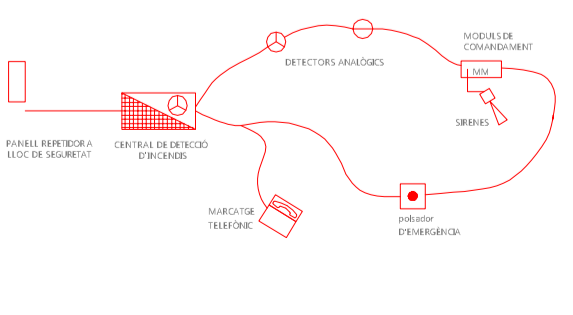 MODULS DE
COMANDAMENT
DETECTORS ANALÒGICS
MM
SIRENES
PANELL REPETIDOR A
LLOC DE SEGURETAT
CENTRAL DE DETECCIÓ
D'INCENDIS
MARCATGE
TELEFÒNIC
polsador
D'EMERGÈNCIA